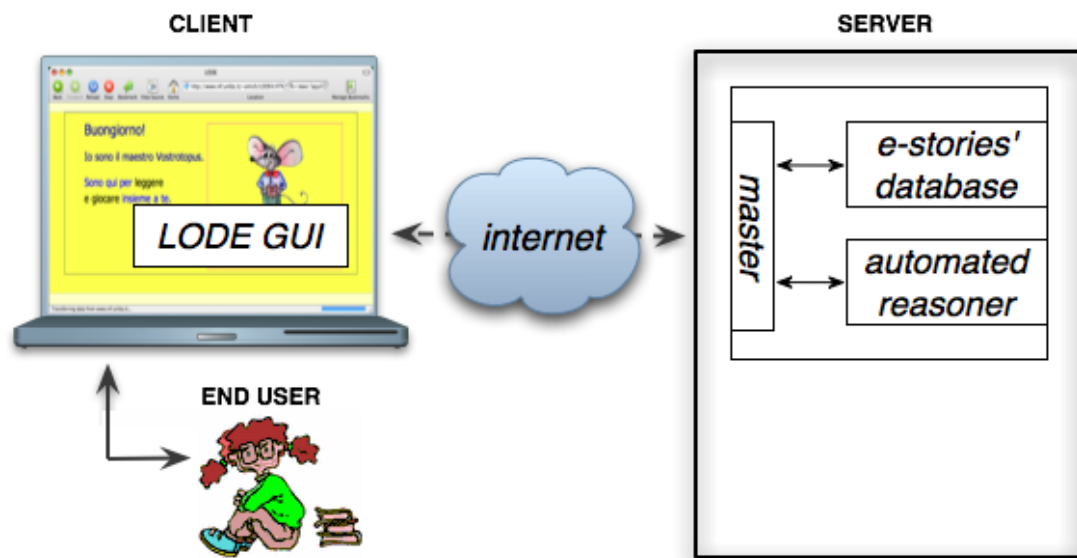 CLIENT
SERVER
Buongiorno!
Io sono il maestro Vostrotopus.
Sono qui per leggere
e giocare insieme a te.
LODE GUI
internet
master
e-stories'
database
automated
reasoner
END USER